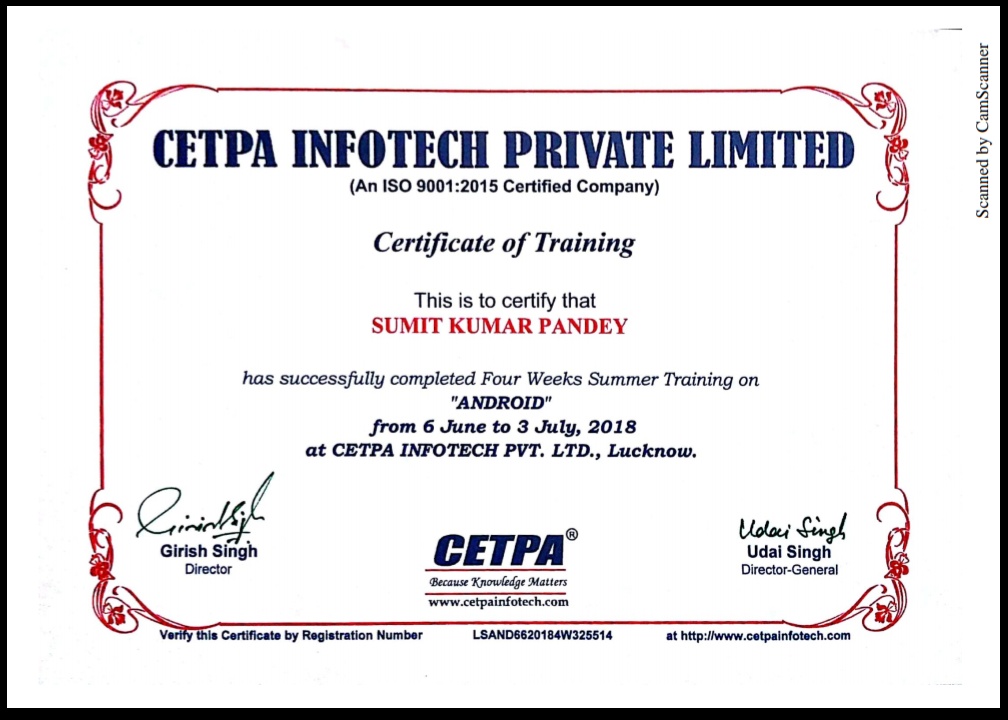 CETPA INFOTECH PRIVATE LIMITED
(An ISO 9001:2015 Certified Company)
Certificate of Training
This is to certify that
SUMIT KUMAR PANDEY
has successfully completed Four Weeks Summer Training on
"ANDROID"
from 6 June to 3 July, 2018
at CETPA INFOTECH PVT. LTD., Lucknow.
Girish Singh
Director
CETPA®
Because Knowledge Matters
www.cetpainfotech.com
Udai Singh
Udai Singh
Director-General
Verify this Certificate by Registration Number LSAND6620184W325514 at http://www.cetpainfotech.com
Scanned by CamScanner